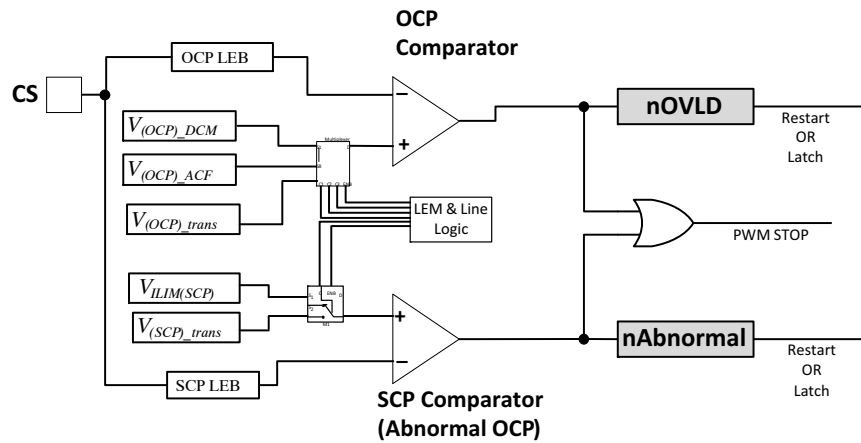 OCP
Comparator
OCP LEB
CS
V(OCP)_DCM
Multiplexer
nOVLD
Restart
OR
Latch
V(OCP)_ACF
V(OCP)_trans
LEM & Line
Logic
PWM STOP
VILIM(SCP)
V(SCP)_trans
nAbnormal
Restart
OR
Latch
SCP LEB
SCP Comparator
(Abnormal OCP)